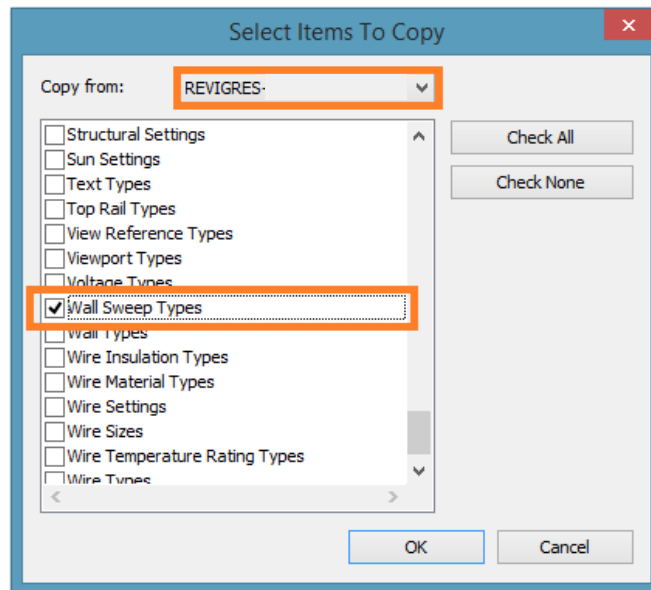 Select Items To Copy
Copy from: REVIGRES-
Structural Settings
Check All
Sun Settings
Text Types
Check None
Top Rail Types
View Reference Types
Viewport Types
Voltage Types
Wall Sweep Types
Wall Types
Wire Insulation Types
Wire Material Types
Wire Settings
Wire Sizes
Wire Temperature Rating Types
Wire Types
OK Cancel